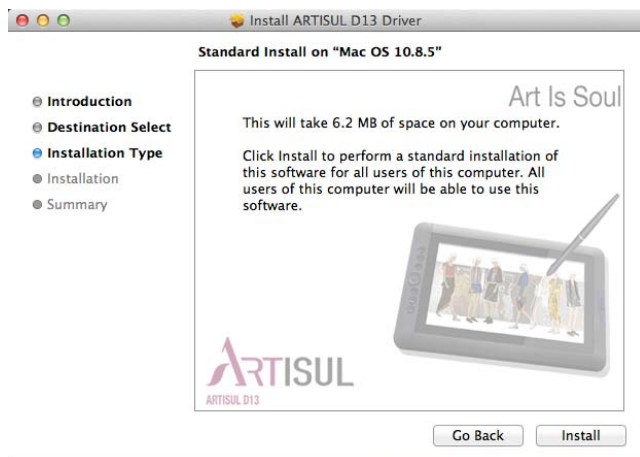 Install ARTISUL D13 Driver
Standard Install on "Mac OS 10.8.5"
Introduction
Destination Select
Installation Type
Installation
Summary
Art Is Soul
This will take 6.2 MB of space on your computer.
Click Install to perform a standard installation of
this software for all users of this computer. All
users of this computer will be able to use this
software.
ARTISUL
ARTISUL D13
Go Back
Install